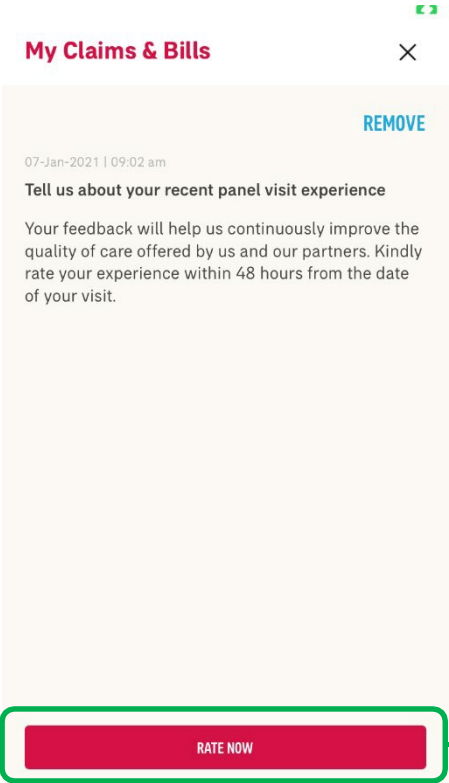 My Claims & Bills
REMOVE
07-Jan-2021 | 09:02 am
Tell us about your recent panel visit experience
Your feedback will help us continuously improve the
quality of care offered by us and our partners. Kindly
rate your experience within 48 hours from the date
of your visit.
RATE NOW